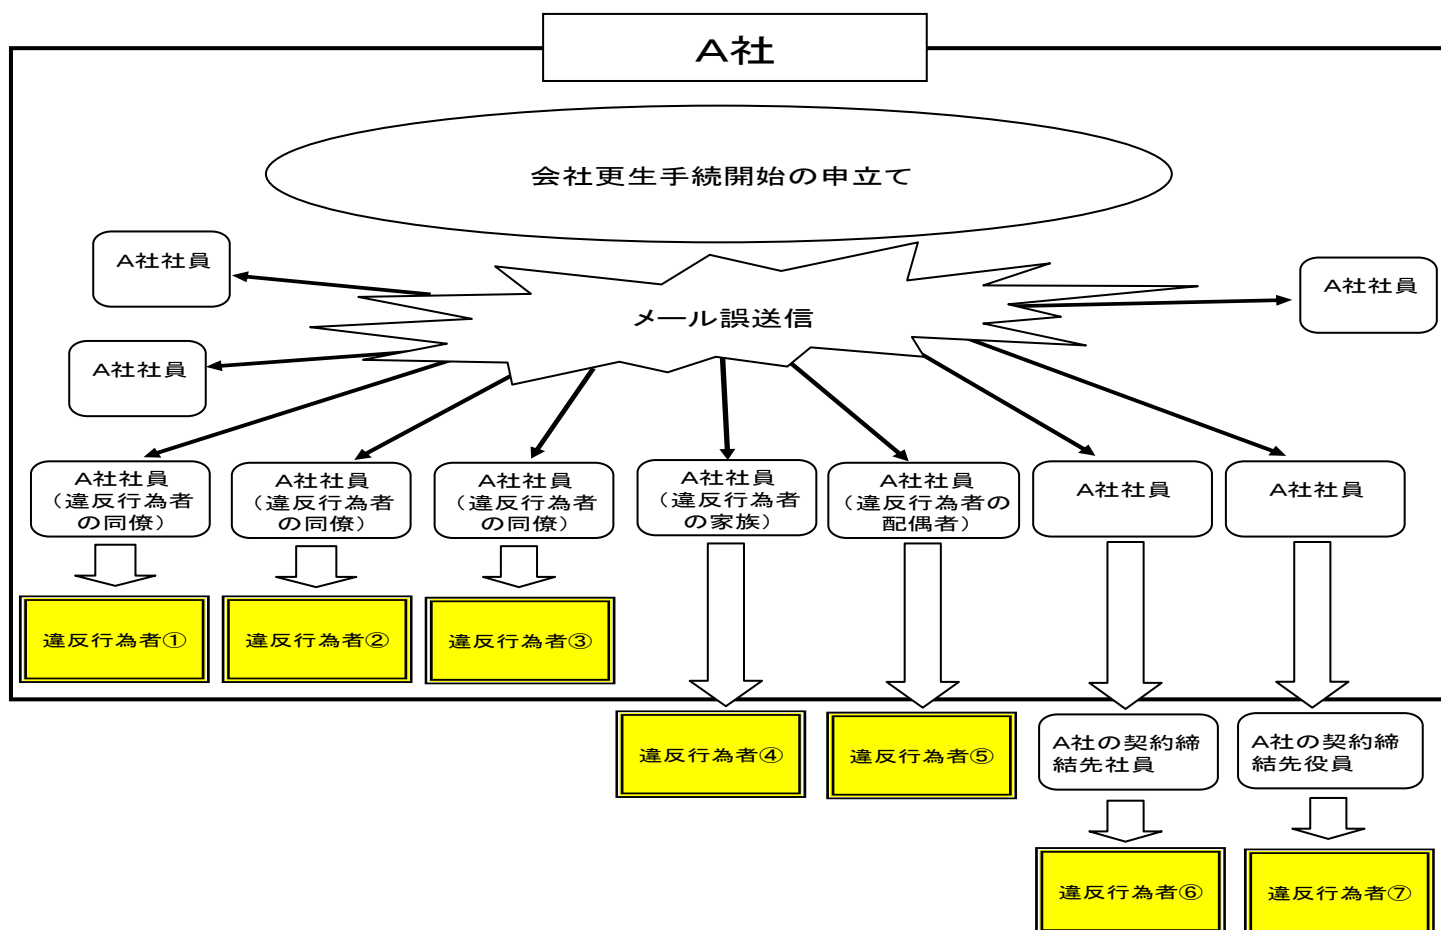 A社
会社更生手続開始の申立て
A社社員
A社社員
メール誤送信
A社社員
A社社員
(違反行為者
の同僚)
A社社員
(違反行為者
の同僚)
A社社員
(違反行為者
の同僚)
A社社員
(違反行為者
の家族)
A社社員
(違反行為者の
配偶者)
A社社員
A社社員
違反行為者①
違反行為者②
違反行為者③
違反行為者④
違反行為者⑤
A社の契約締
結先社員
A社の契約締
結先役員
違反行為者⑥
違反行為者⑦